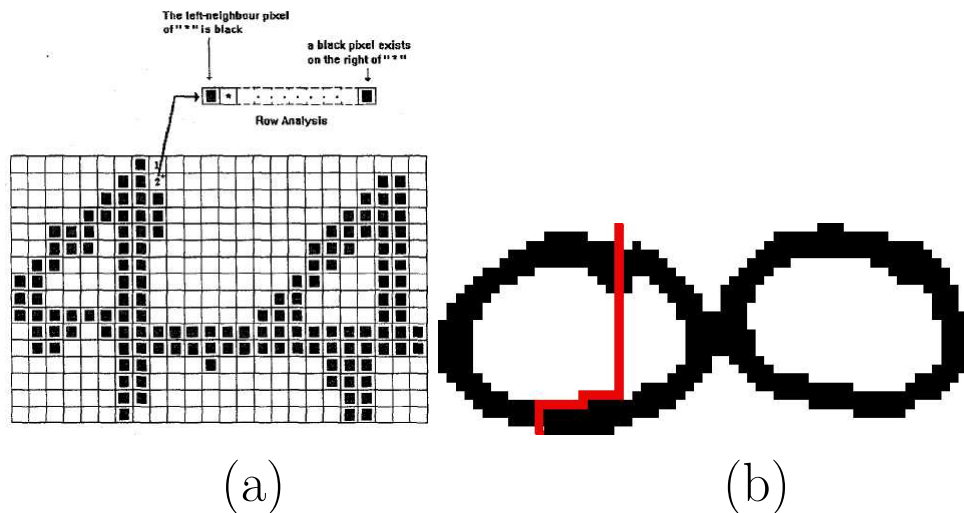 The left-neighbour pixel
of "*" is black
a black pixel exists
on the right of "*"
*
Row Analysis
1
2
(a)
(b)